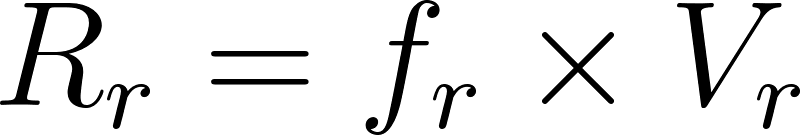 R_r = f_r × V_r